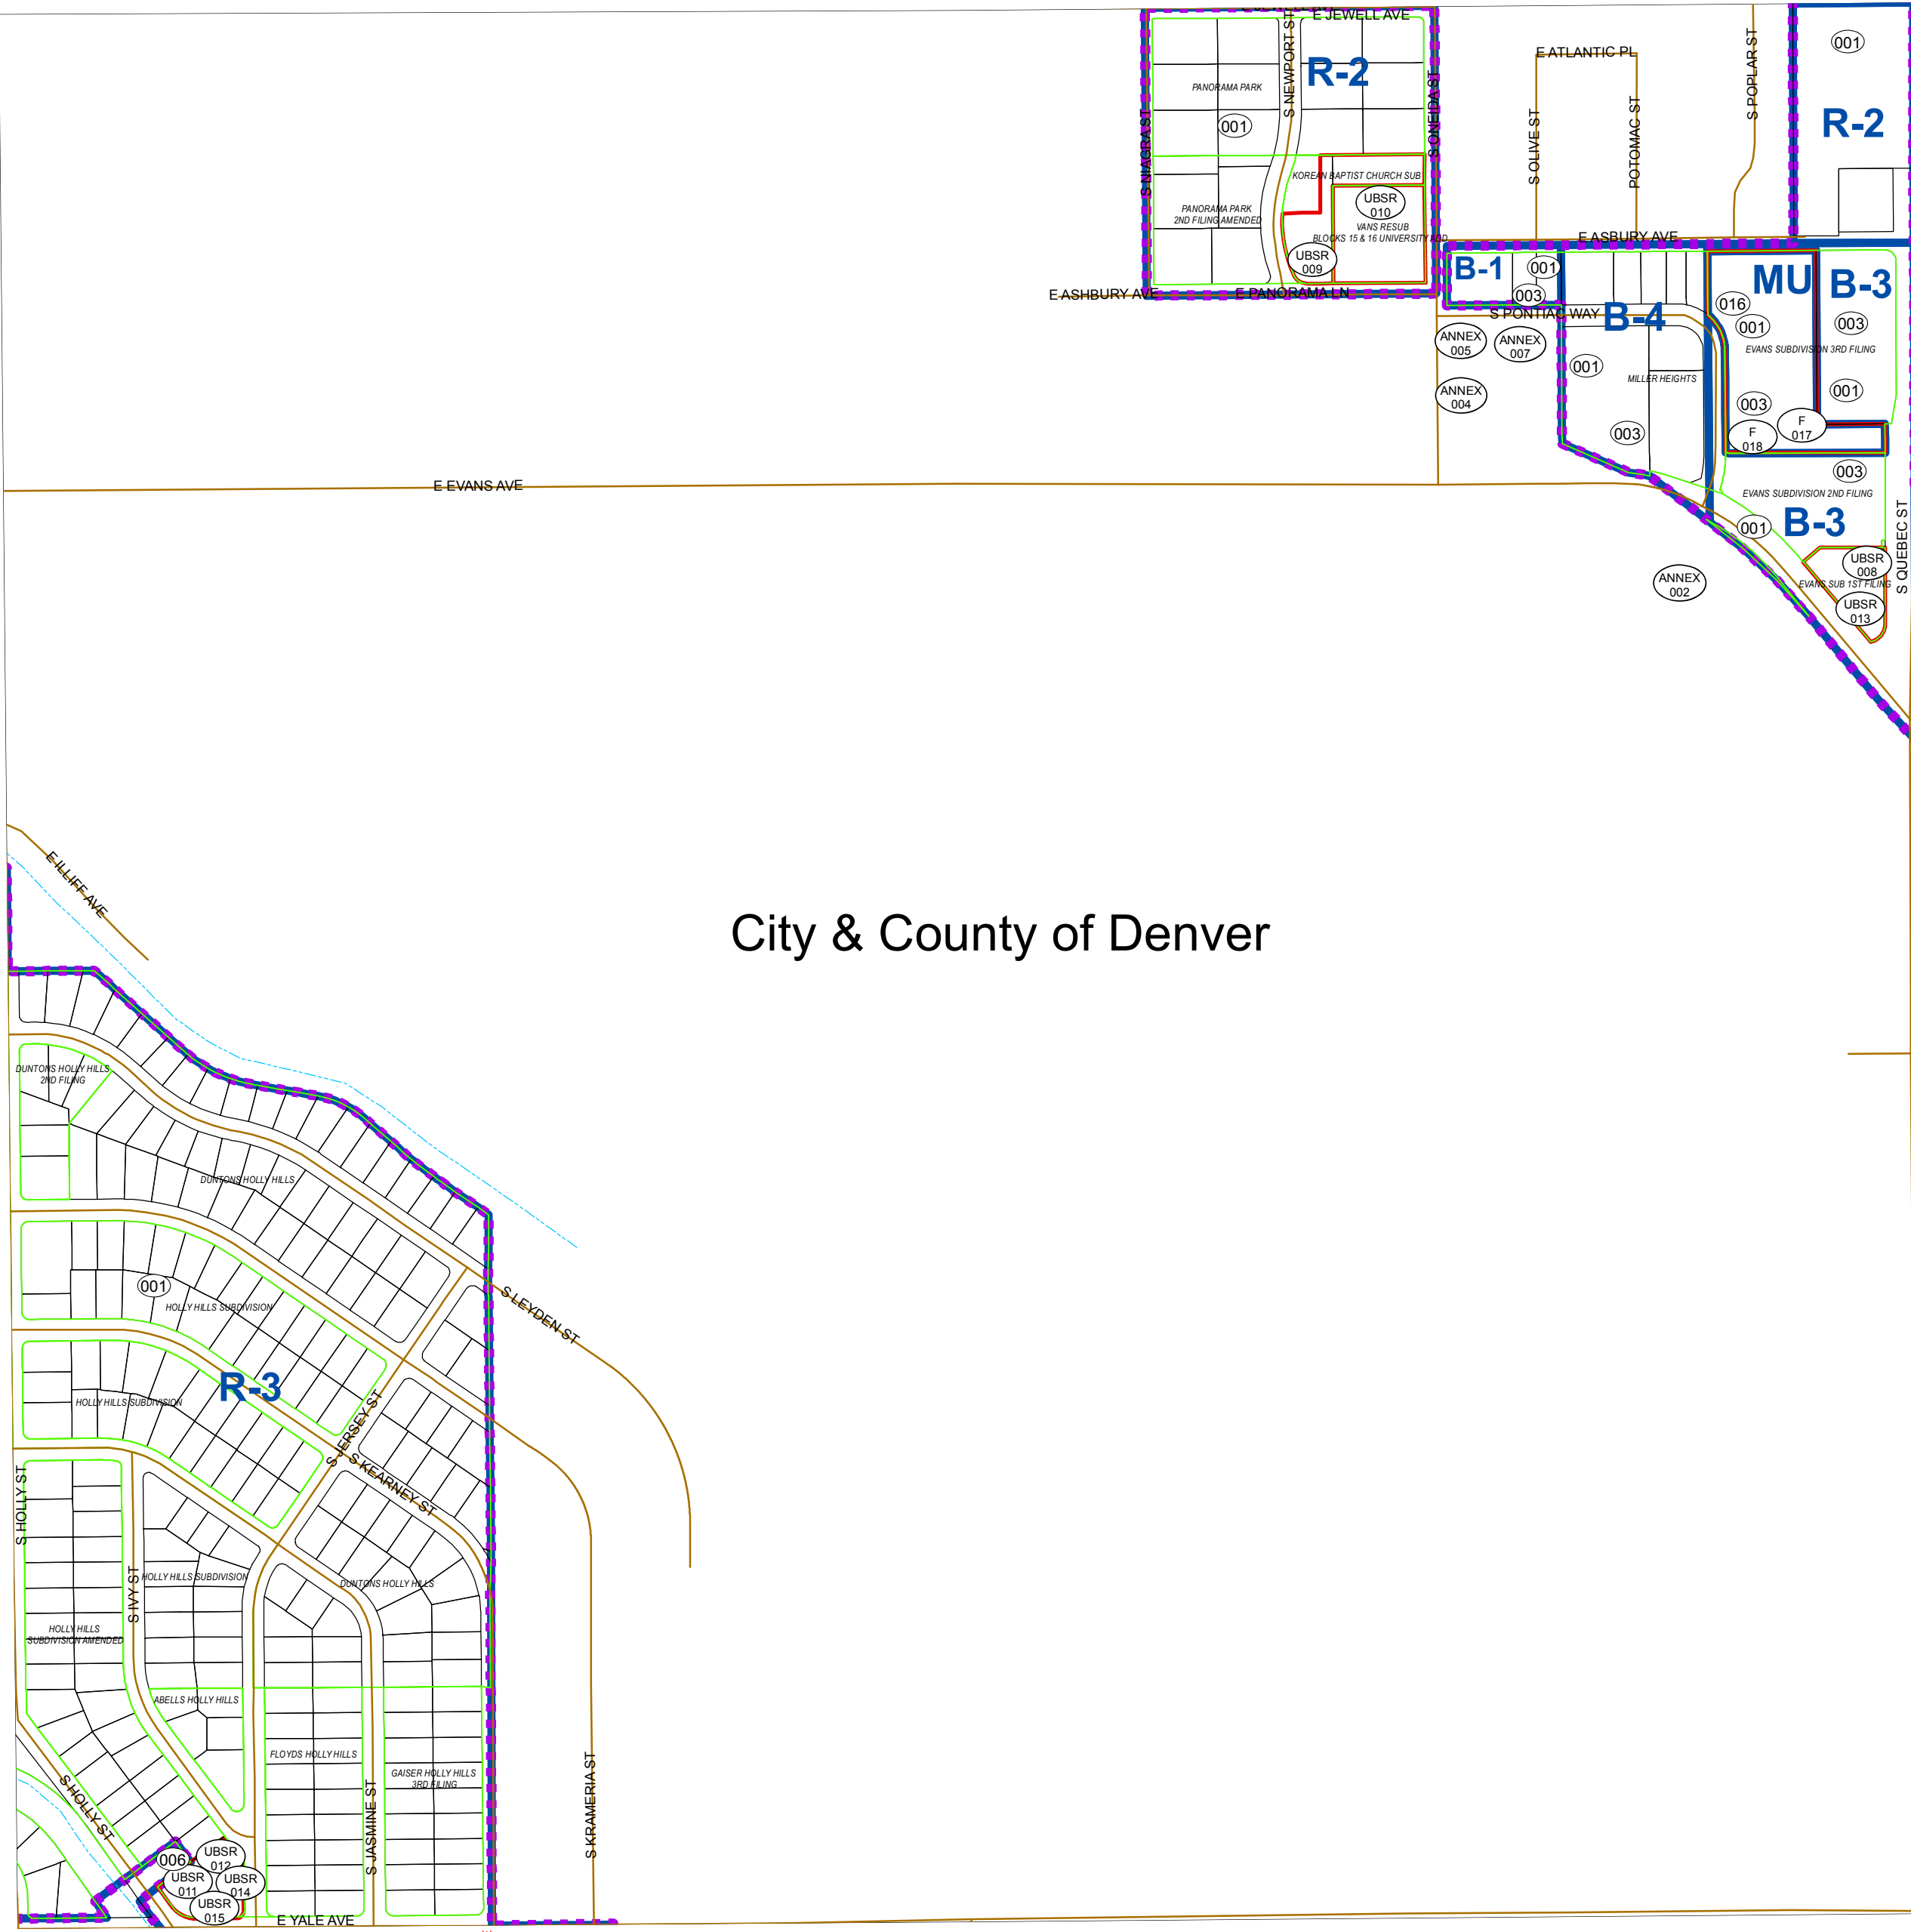 E JEWELL AVE
S NEWPORT ST
R-2
PANORAMA PARK
001
S NIAGRA ST
S ONEIDA ST
KOREAN BAPTIST CHURCH SUB
PANORAMA PARK
2ND FILING AMENDED
UBSR
010
VANS RESUB
BLOCKS 15 & 16 UNIVERSITY ADD
UBSR
009
E ASHBURY AVE
E PANORAMA LN
E ATLANTIC PL
S OLIVE ST
POTOMAC ST
S POPLAR ST
001
R-2
E ASBURY AVE
B-1
001
003
S PONTIAC WAY
B-4
MU
B-3
016
001
003
EVANS SUBDIVISION 3RD FILING
ANNEX
005
ANNEX
007
ANNEX
004
001
MILLER HEIGHTS
001
003
003
F
018
F
017
003
EVANS SUBDIVISION 2ND FILING
001
B-3
S QUEBEC ST
UBSR
008
EVANS SUB 1ST FILING
UBSR
013
ANNEX
002
E EVANS AVE
E ILLIFF AVE
City & County of Denver
DUNTONS HOLLY HILLS
2ND FILING
DUNTONS HOLLY HILLS
001
HOLLY HILLS SUBDIVISION
S LEYDEN ST
R-3
HOLLY HILLS SUBDIVISION
S JERSEY ST
S KEARNEY ST
S HOLLY ST
S IVY ST
HOLLY HILLS SUBDIVISION
DUNTONS HOLLY HILLS
HOLLY HILLS
SUBDIVISION AMENDED
ABELLS HOLLY HILLS
FLOYDS HOLLY HILLS
GAISER HOLLY HILLS
3RD FILING
S HOLLY ST
S JASMINE ST
S KRAMERIA ST
006
UBSR
012
UBSR
011
UBSR
014
UBSR
015
E YALE AVE